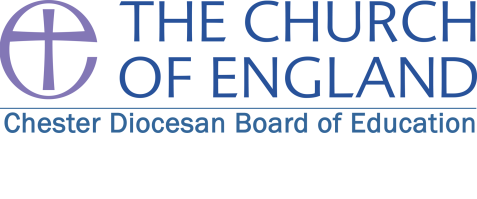 THE CHURCH
OF ENGLAND
Chester Diocesan Board of Education